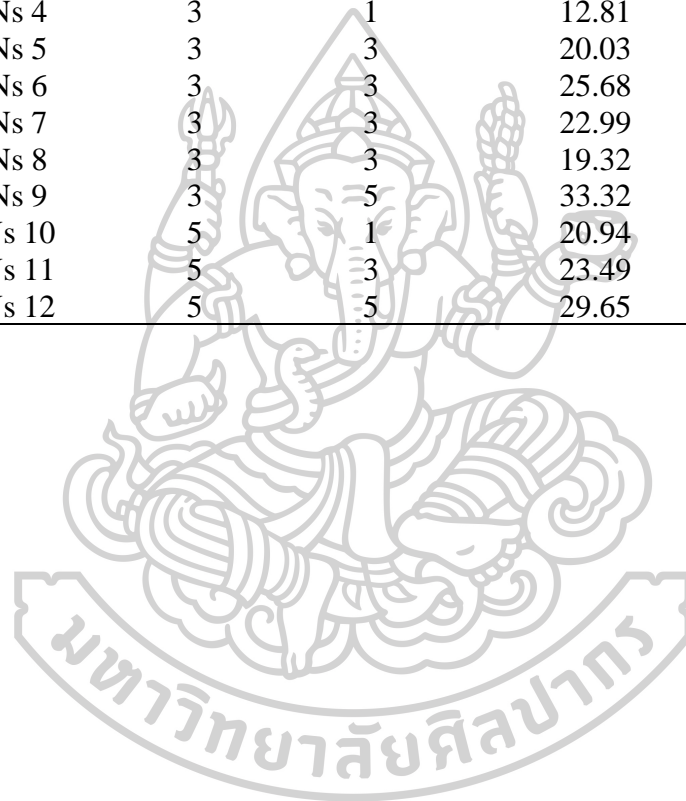 Ns 4 3 1 12.81
Ns 5 3 3 20.03
Ns 6 3 3 25.68
Ns 7 3 3 22.99
Ns 8 3 3 19.32
Ns 9 3 5 33.32
s 10 5 1 20.94
s 11 5 3 23.49
s 12 5 5 29.65
มหาวิทยาลัยศิลปากร